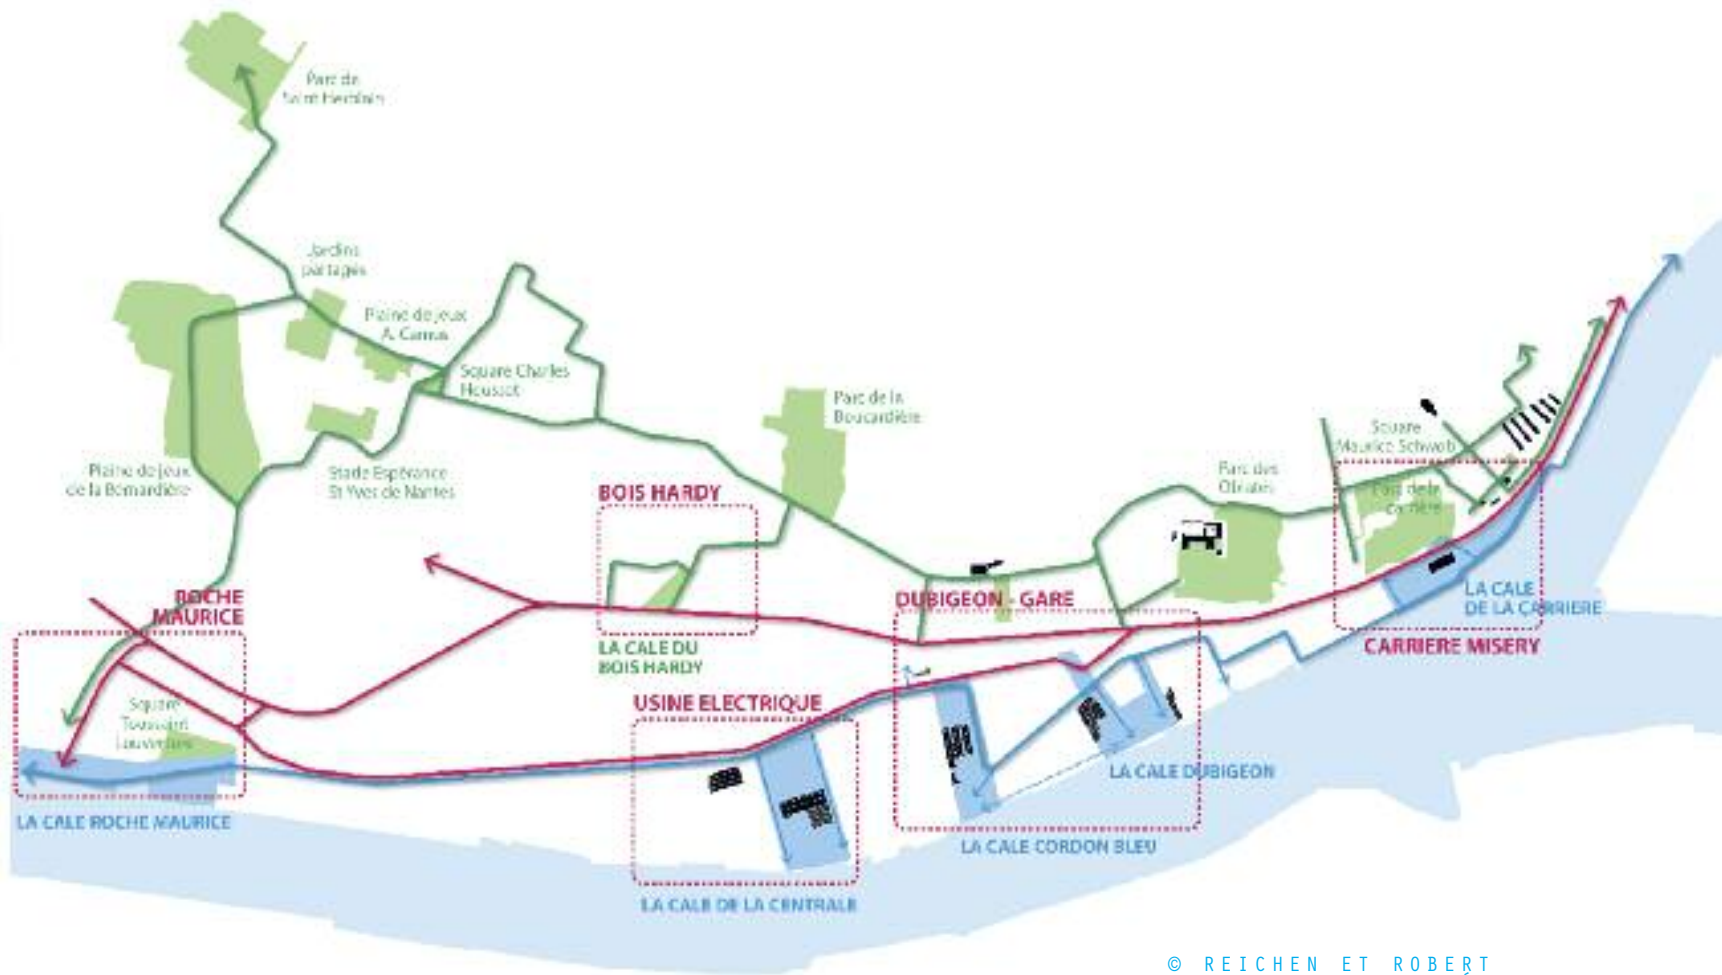 Parc de
Saint Herblain
Jardins
partagés
Plaine de jeux
A. Camus
Square Charles
Housset
Parc de la
Boucardière
Plaine de jeux
de la Bernardière
Stade Espérance
St Yves de Nantes
Square
Maurice Schwob
Parc des
Oblates
Parc de la
carrière
BOIS HARDY
ROCHE
MAURICE
DUBIGEON - GARE
LA CALE
DE LA CARRIERE
CARRIERE MISERY
LA CALE DU
BOIS HARDY
USINE ELECTRIQUE
Square
Toussaint
Louverture
LA CALE DUBIGEON
LA CALE ROCHE MAURICE
LA CALE CORDON BLEU
LA CALE DE LA CENTRALE
© REICHEN ET ROBERT